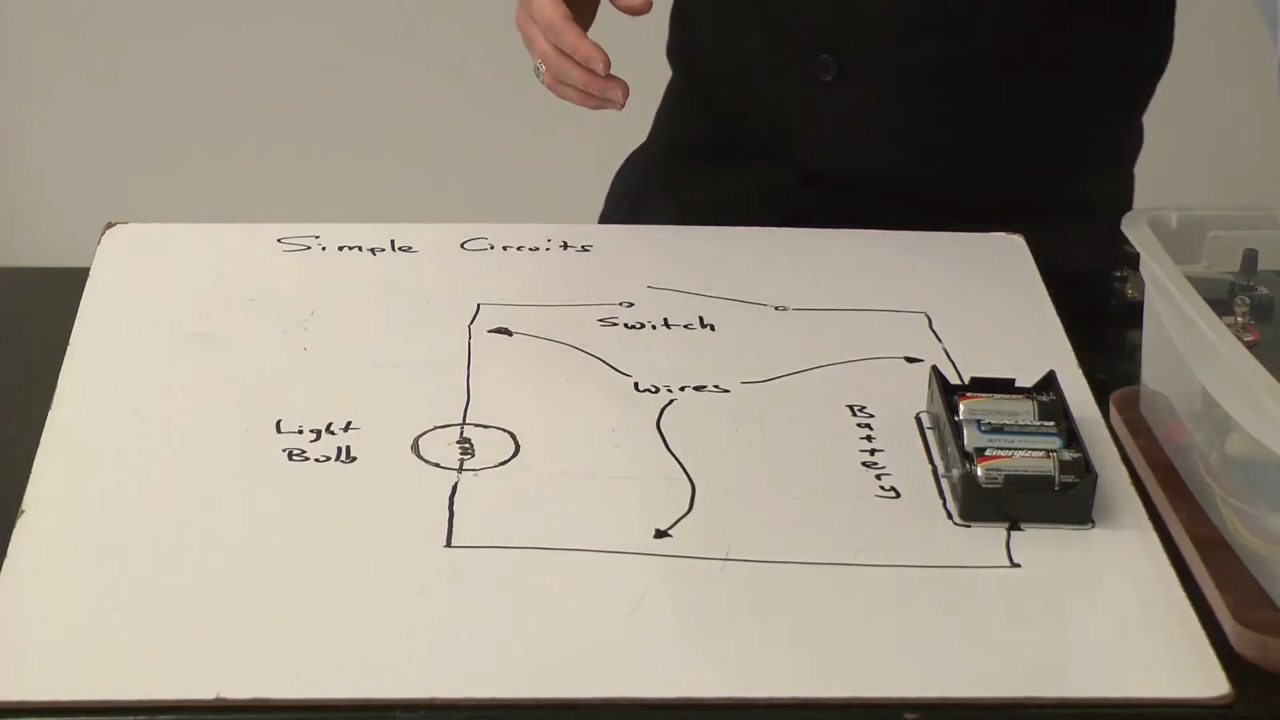 Simple Circuits
Switch
Wires
Light
Bulb
Battery
Energizer
Energizer